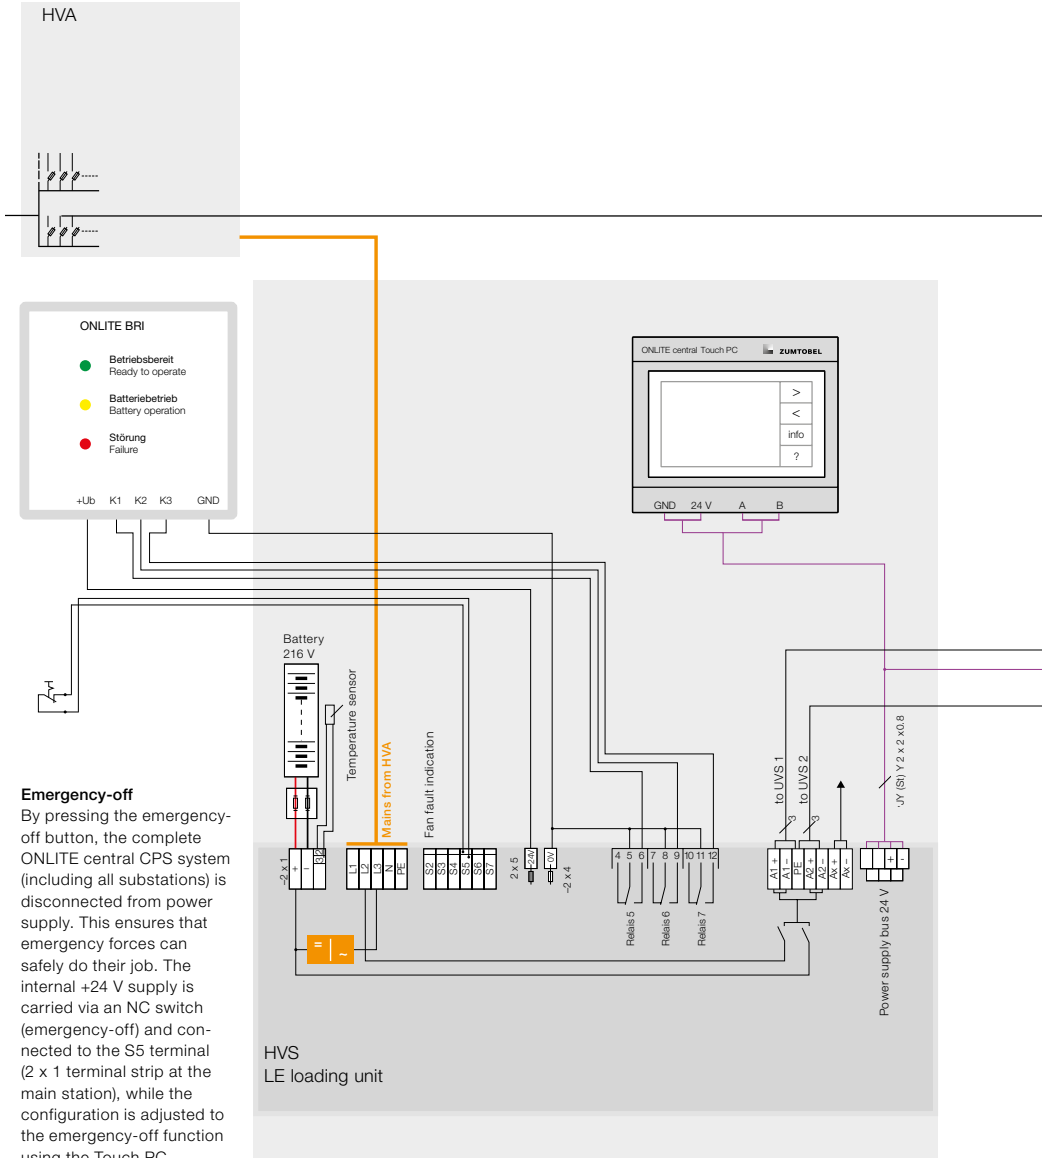 HVA
ONLITE BRI
Betriebsbereit
Ready to operate
Batteriebetrieb
Battery operation
Störung
Failure
+Ub K1 K2 K3 GND
ONLITE central Touch PC ZUMTOBEL
>
<
info
?
GND 24 V A B
Battery
216 V
Temperature sensor
Mains from HVA
Fan fault indication
to UVS 1
to UVS 2
JY (St) Y 2 x 2 x0.8
3
3
–2 x 1
+
–
3 2
L1
L2
L3
N
PE
S2
S3
S4
S5
S6
S7
2 x 5
24V
0V
–2 x 4
4 5 6 7 8 9 10 11 12
Relais 5
Relais 6
Relais 7
A1 +
A1 –
PE
A2 +
A2 –
Ax +
Ax –
+ -
Power supply bus 24 V
=
~
HVS
LE loading unit
Emergency-off
By pressing the emergency-
off button, the complete
ONLITE central CPS system
(including all substations) is
disconnected from power
supply. This ensures that
emergency forces can
safely do their job. The
internal +24 V supply is
carried via an NC switch
(emergency-off) and con-
nected to the S5 terminal
(2 x 1 terminal strip at the
main station), while the
configuration is adjusted to
the emergency-off function
using the Touch PC